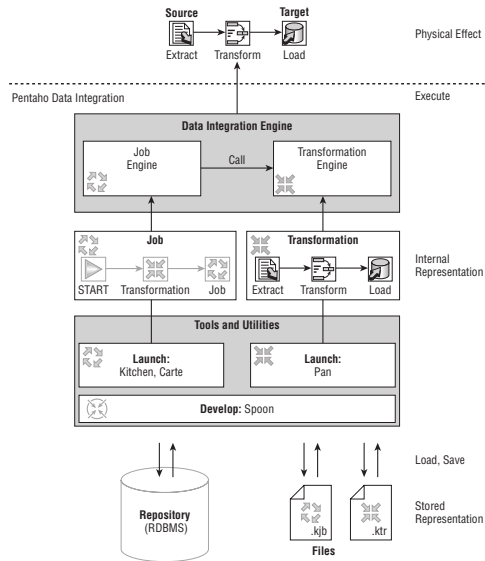 Source
Target
Extract
Transform
Load
Physical Effect
Pentaho Data Integration
Execute
Data Integration Engine
Job
Engine
Call
Transformation
Engine
Job
START
Transformation
Job
Transformation
Extract
Transform
Load
Internal
Representation
Tools and Utilities
Launch:
Kitchen, Carte
Launch:
Pan
Develop: Spoon
Load, Save
Repository
(RDBMS)
.kjb
.ktr
Files
Stored
Representation